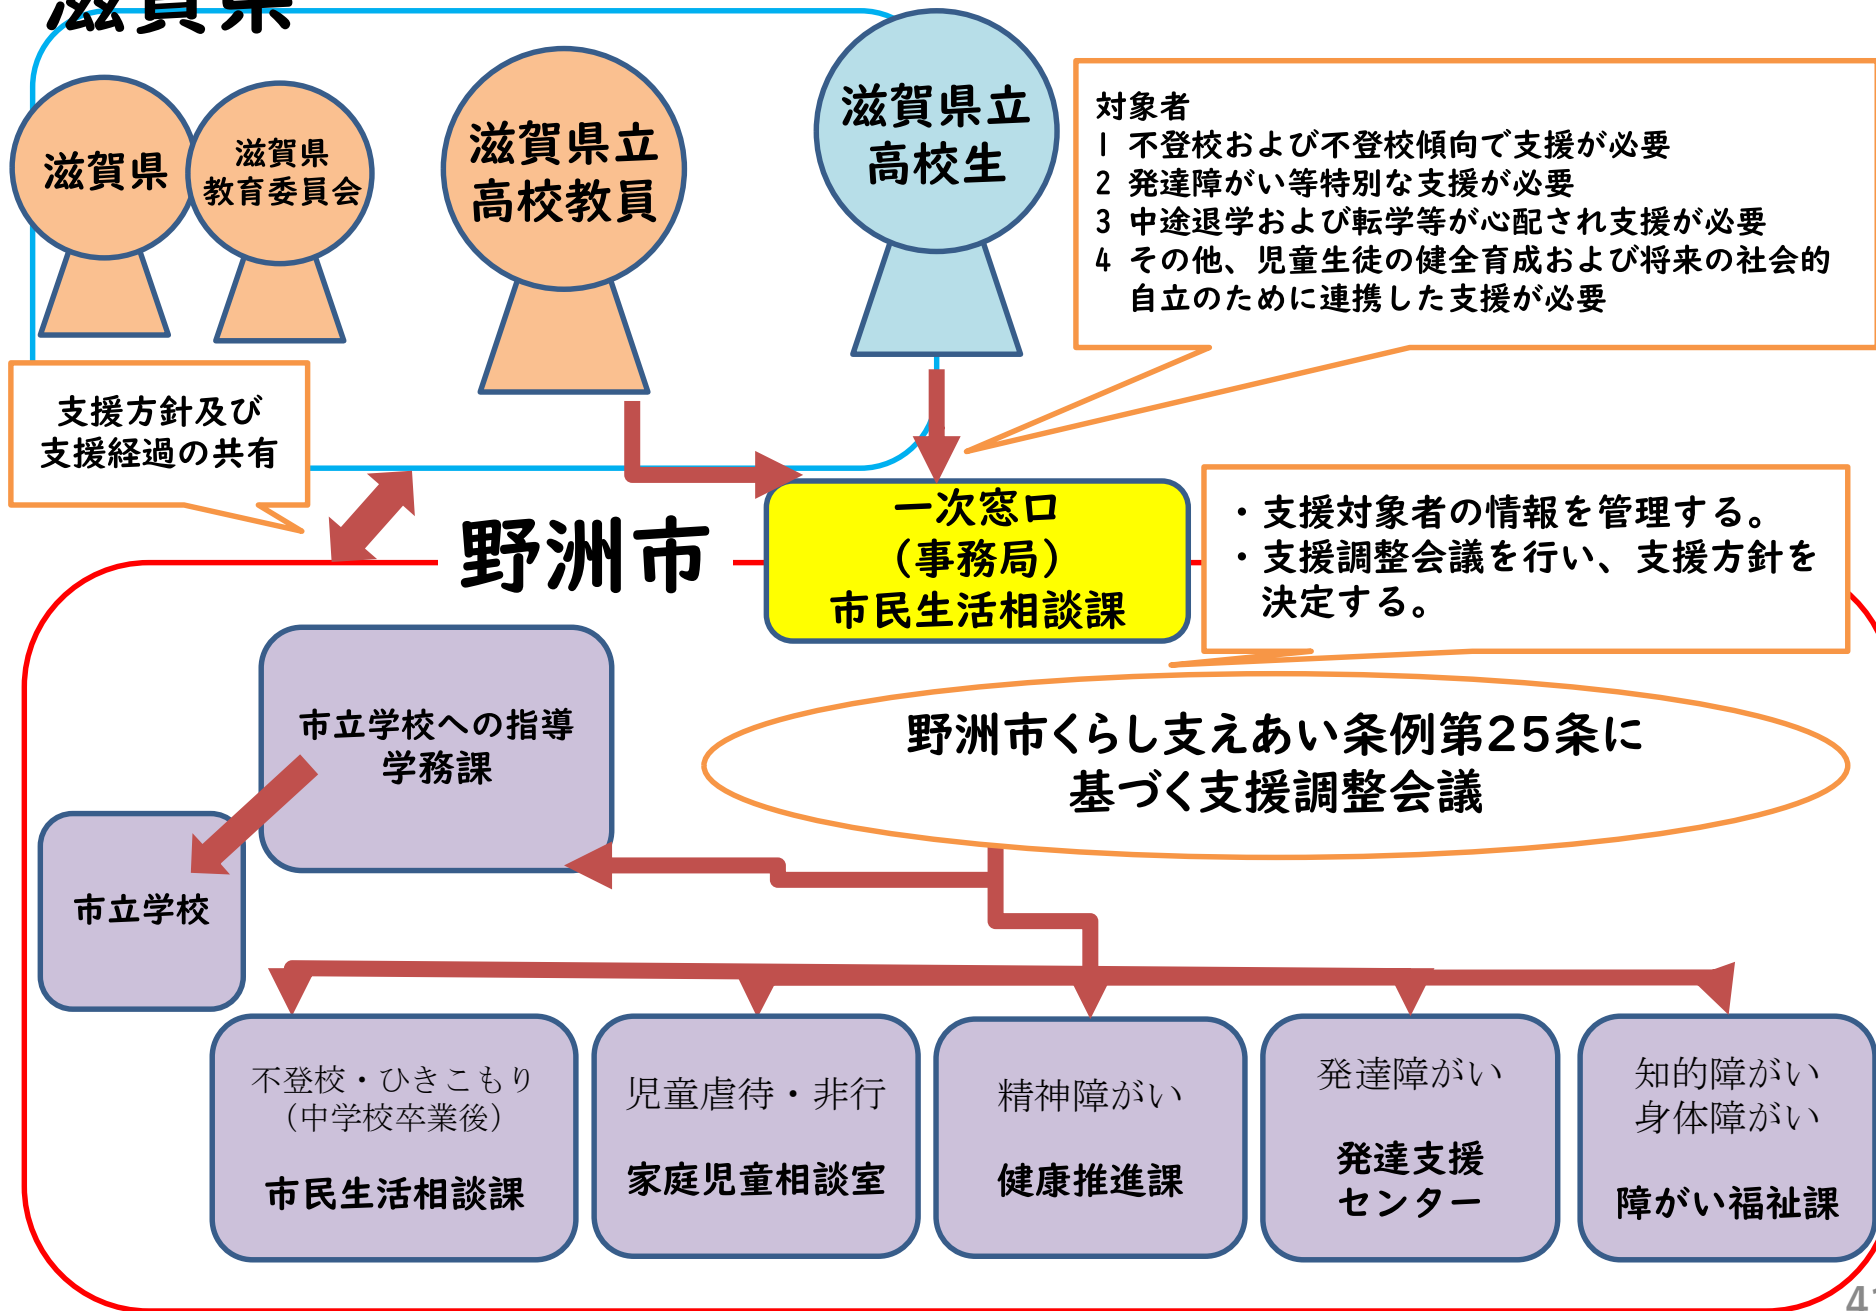 滋賀県
滋賀県
滋賀県
教育委員会
滋賀県立
高校教員
滋賀県立
高校生
対象者
1 不登校および不登校傾向で支援が必要
2 発達障がい等特別な支援が必要
3 中途退学および転学等が心配され支援が必要
4 その他、児童生徒の健全育成および将来の社会的
自立のために連携した支援が必要
支援方針及び
支援経過の共有
野洲市
一次窓口
（事務局）
市民生活相談課
・支援対象者の情報を管理する。
・支援調整会議を行い、支援方針を
決定する。
市立学校への指導
学務課
野洲市くらし支えあい条例第25条に
基づく支援調整会議
市立学校
不登校・ひきこもり
（中学校卒業後）
市民生活相談課
児童虐待・非行
家庭児童相談室
精神障がい
健康推進課
発達障がい
発達支援
センター
知的障がい
身体障がい
障がい福祉課
4